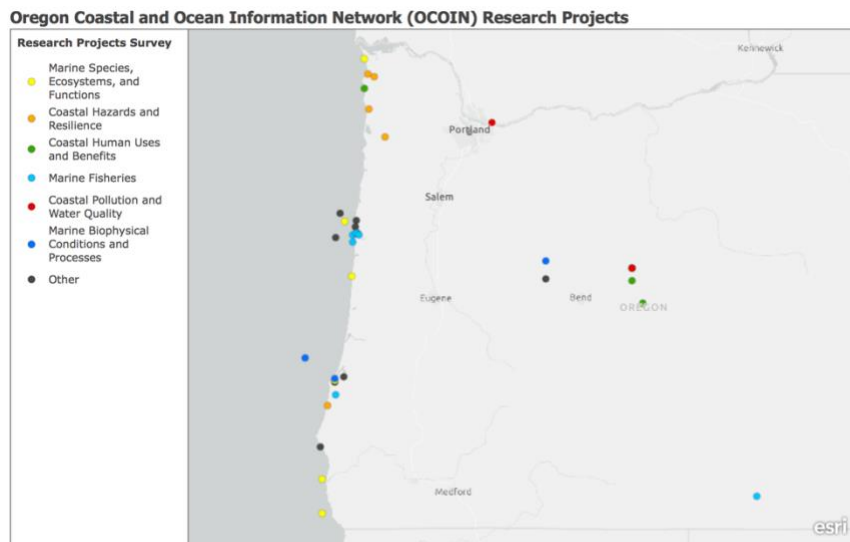 Oregon Coastal and Ocean Information Network (OCOIN) Research Projects
Research Projects Survey
Marine Species,
Ecosystems, and
Functions
Coastal Hazards and
Resilience
Coastal Human Uses
and Benefits
Marine Fisheries
Coastal Pollution and
Water Quality
Marine Biophysical
Conditions and
Processes
Other
Kennewick
Portland
Salem
Eugene
Bend
OREGON
Medford
esri